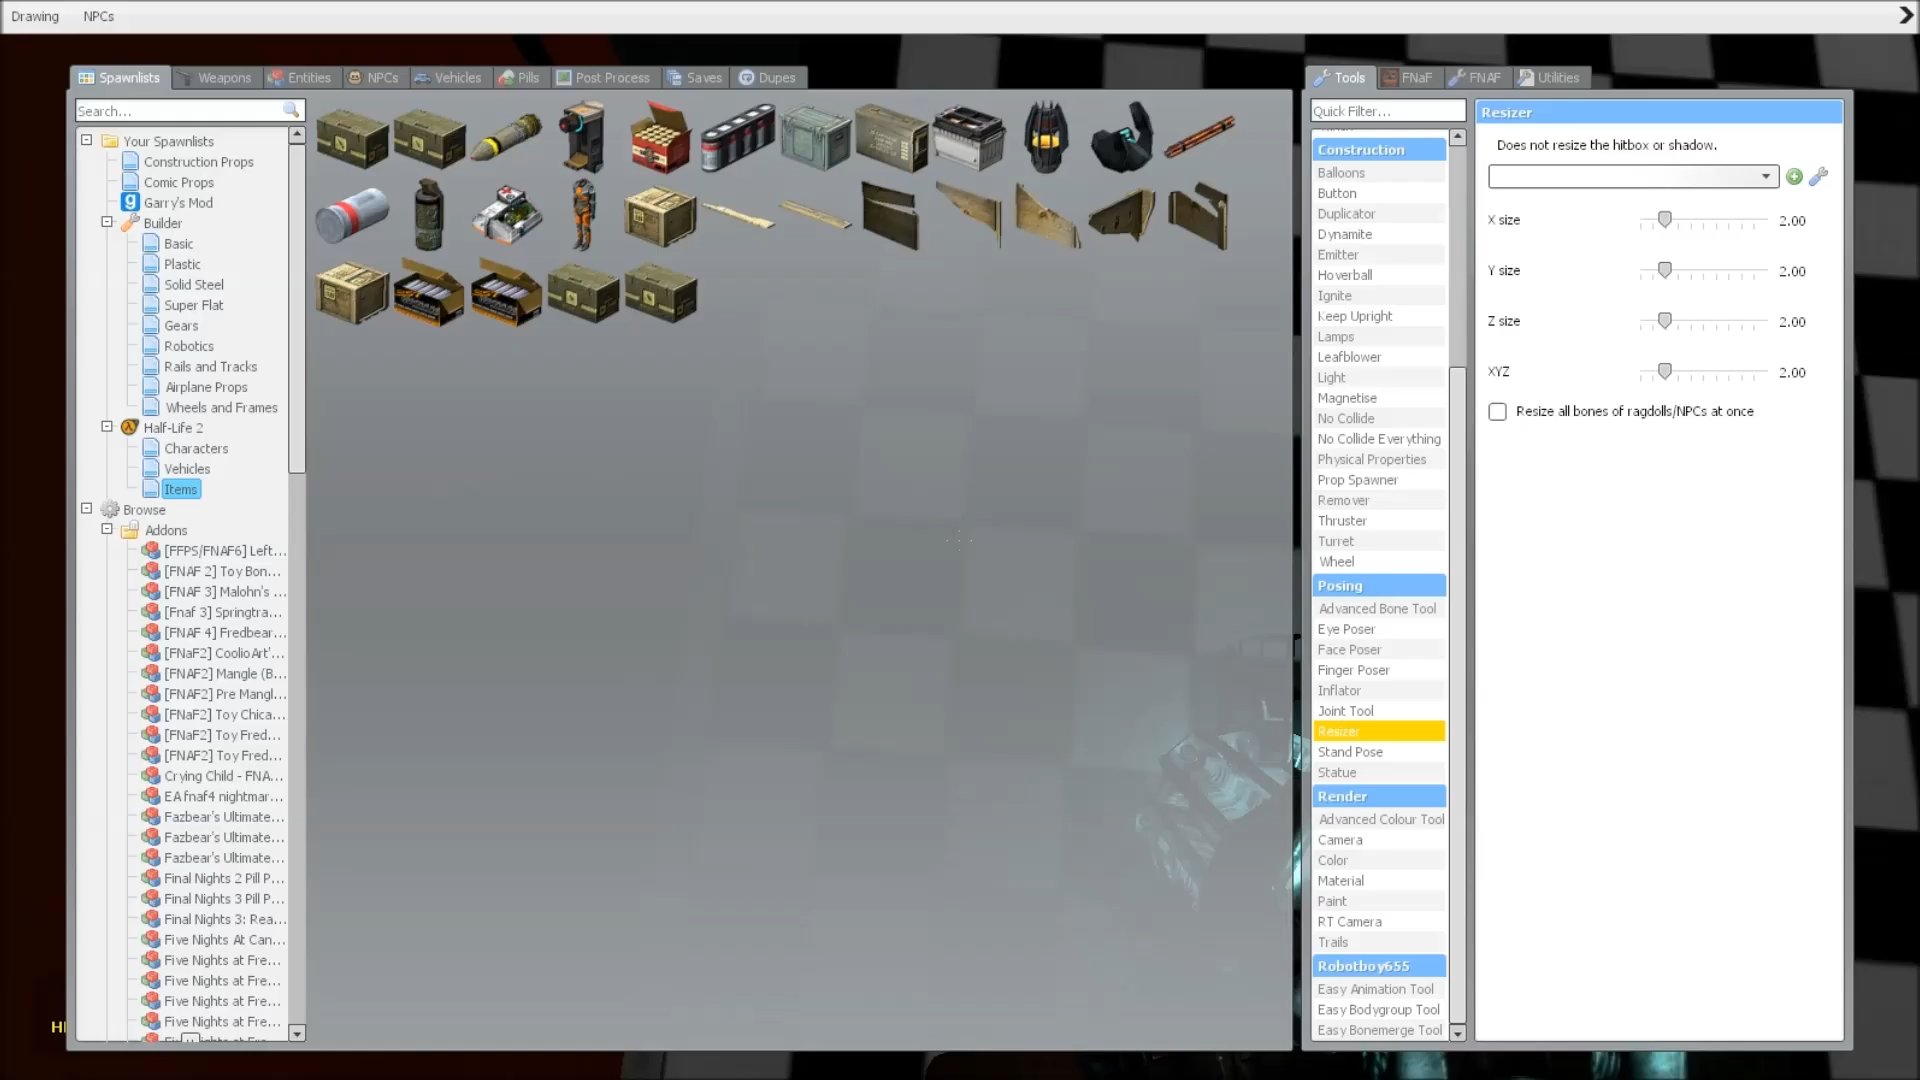 Drawing NPCs
Spawnlists Weapons Entities NPCs Vehicles Pills Post Process Saves Dupes
Tools FNaF FNAF Utilities
Search...
Your Spawnlists
Construction Props
Comic Props
Garry's Mod
Builder
Basic
Plastic
Solid Steel
Super Flat
Gears
Robotics
Rails and Tracks
Airplane Props
Wheels and Frames
Half-Life 2
Characters
Vehicles
Items
Browse
Addons
[FFPS/FNAF6] Left...
[FNAF 2] Toy Bon...
[FNAF 3] Malohn's ...
[Fnaf 3] Springtra...
[FNAF 4] Fredbear...
[FNaF2] CoolioArt'...
[FNAF2] Mangle (B...
[FNAF2] Pre Mangl...
[FNaF2] Toy Chica...
[FNaF2] Toy Fred...
[FNAF2] Toy Fred...
Crying Child - FNA...
EA fnaf4 nightmar...
Fazbear's Ultimate...
Fazbear's Ultimate...
Fazbear's Ultimate...
Final Nights 2 Pill P...
Final Nights 3 Pill P...
Final Nights 3: Rea...
Five Nights At Can...
Five Nights at Fre...
Five Nights at Fre...
Five Nights at Fre...
Five Nights at Fre...
Quick Filter...
Construction
Balloons
Button
Duplicator
Dynamite
Emitter
Hoverball
Ignite
Keep Upright
Lamps
Leafblower
Light
Magnetise
No Collide
No Collide Everything
Physical Properties
Prop Spawner
Remover
Thruster
Turret
Wheel
Posing
Advanced Bone Tool
Eye Poser
Face Poser
Finger Poser
Inflator
Joint Tool
Resizer
Stand Pose
Statue
Render
Advanced Colour Tool
Camera
Color
Material
Paint
RT Camera
Trails
Robotboy655
Easy Animation Tool
Easy Bodygroup Tool
Easy Bonemerge Tool
Resizer
Does not resize the hitbox or shadow.
X size 2.00
Y size 2.00
Z size 2.00
XYZ 2.00
Resize all bones of ragdolls/NPCs at once